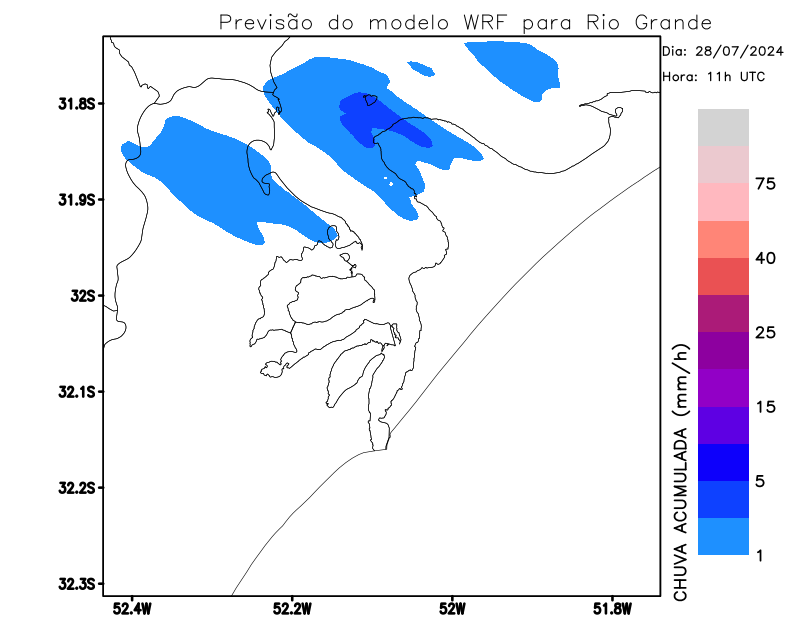 Previsão do modelo WRF para Rio Grande
Dia: 28/07/2024
Hora: 11h UTC
31.8S
31.9S
32S
32.1S
32.2S
32.3S
52.4W
52.2W
52W
51.8W
75
40
25
15
5
1
CHUVA ACUMULADA (mm/h)